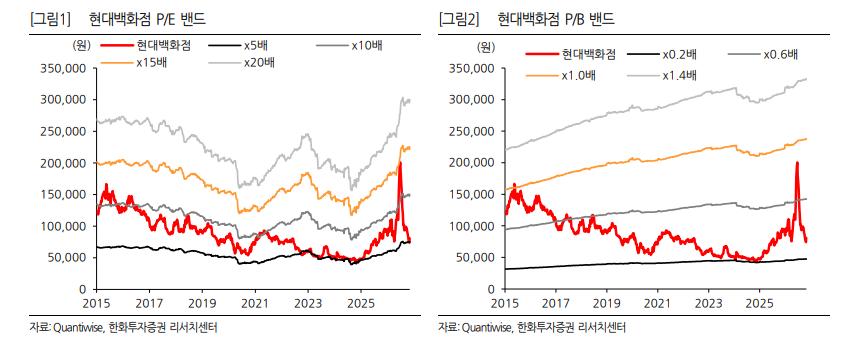 [그림1] 현대백화점 P/E 밴드
(원)
현대백화점 x5배 x10배
x15배 x20배
350,000
300,000
250,000
200,000
150,000
100,000
50,000
0
2015 2017 2019 2021 2023 2025
자료: Quantiwise, 한화투자증권 리서치센터
[그림2] 현대백화점 P/B 밴드
(원)
현대백화점 x0.2배 x0.6배
x1.0배 x1.4배
350,000
300,000
250,000
200,000
150,000
100,000
50,000
0
2015 2017 2019 2021 2023 2025
자료: Quantiwise, 한화투자증권 리서치센터